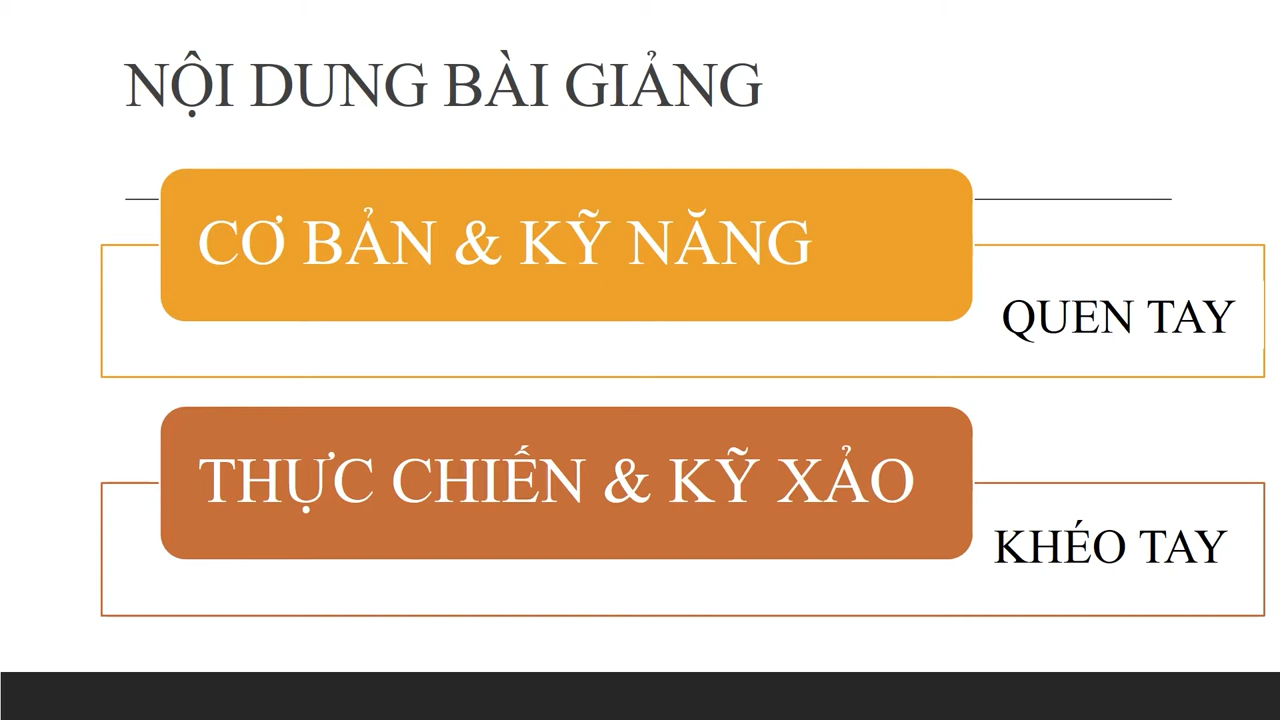 NỘI DUNG BÀI GIẢNG
CƠ BẢN & KỸ NĂNG
QUEN TAY
THỰC CHIẾN & KỸ XẢO
KHÉO TAY